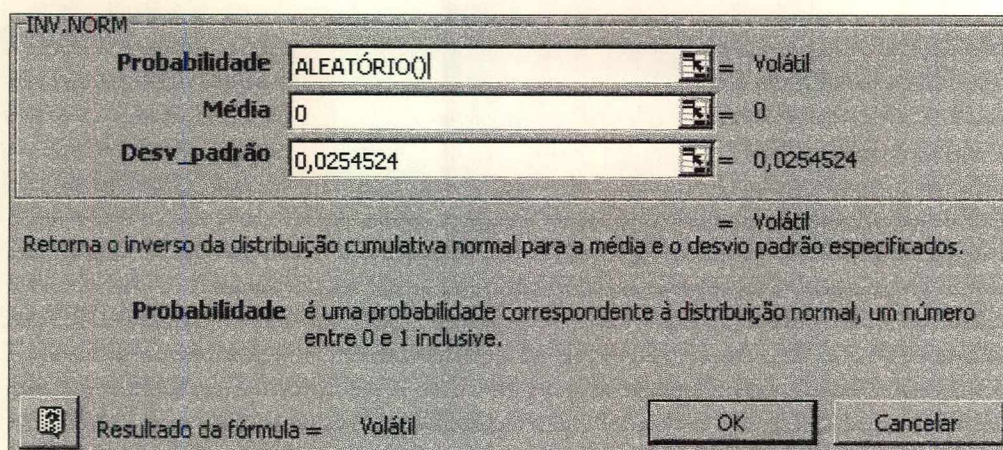 INV.NORM
Probabilidade ALEATÓRIO() = Volátil
Média 0 = 0
Desv_padrão 0,0254524 = 0,0254524
= Volátil
Retorna o inverso da distribuição cumulativa normal para a média e o desvio padrão especificados.
Probabilidade é uma probabilidade correspondente à distribuição normal, um número
entre 0 e 1 inclusive.
Resultado da fórmula = Volátil OK Cancelar